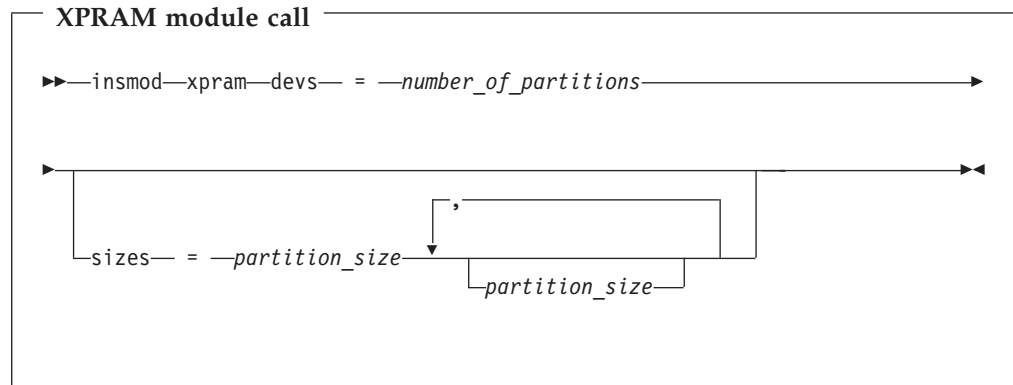 XPRAM module call
insmod xpram devs = number_of_partitions
,
sizes = partition_size
partition_size